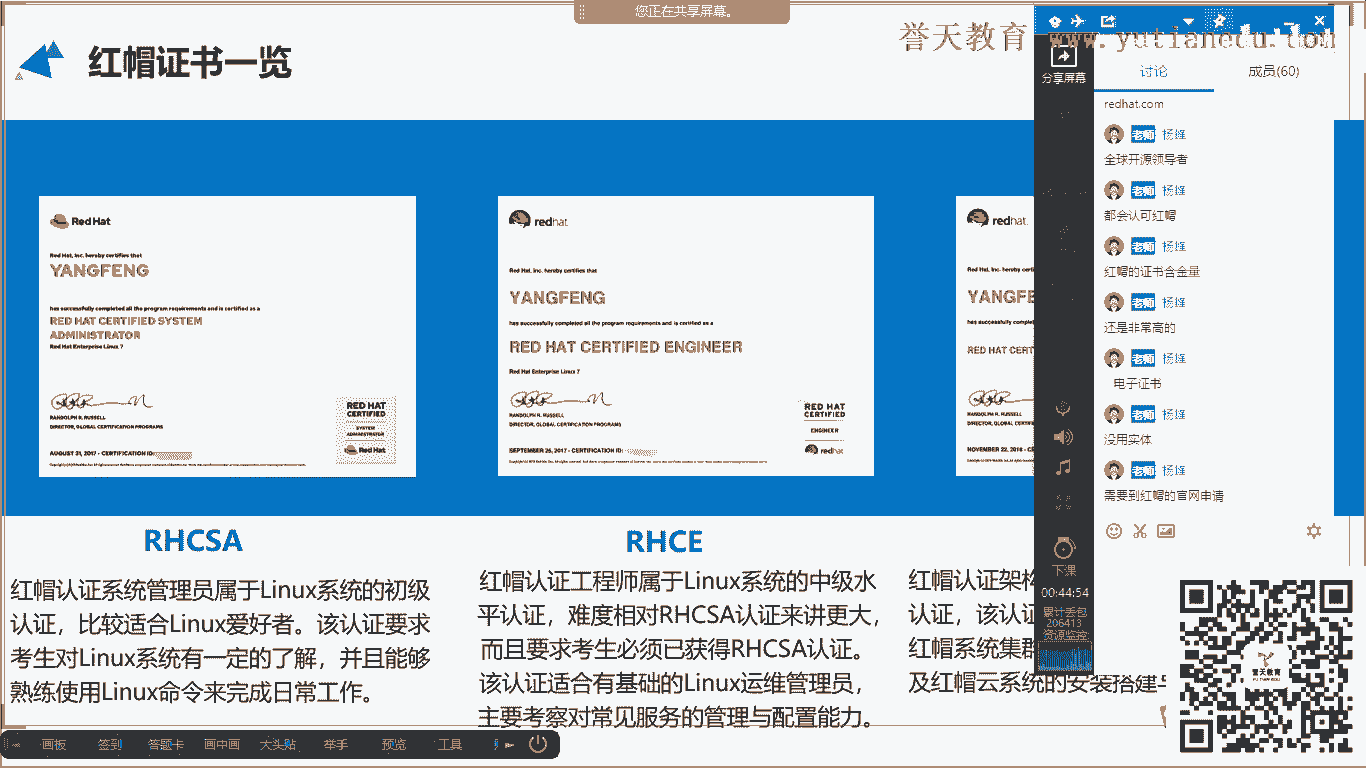 您正在共享屏幕。
红帽证书一览
誉天教育 www.yutianedu.com
Red Hat
Red Hat, Inc. hereby certifies that
YANGFENG
has successfully completed all the program requirements and is certified as a
RED HAT CERTIFIED SYSTEM
ADMINISTRATOR
Red Hat Enterprise Linux 7
RANDOLPH R. RUSSELL
DIRECTOR, GLOBAL CERTIFICATION PROGRAMS
AUGUST 31, 2017 - CERTIFICATION ID:
RED HAT
CERTIFIED
SYSTEM
ADMINISTRATOR
Red Hat
redhat.
Red Hat, Inc. hereby certifies that
YANGFENG
has successfully completed all the program requirements and is certified as a
RED HAT CERTIFIED ENGINEER
Red Hat Enterprise Linux 7
RANDOLPH R. RUSSELL
DIRECTOR, GLOBAL CERTIFICATION PROGRAMS
SEPTEMBER 25, 2017 - CERTIFICATION ID:
RED HAT
CERTIFIED
ENGINEER
redhat
redhat.
Red Hat, Inc. hereby
YANGFE
has successfully completed
RED HAT CERT
Red Hat Enterprise Linux 7
RANDOLPH R. RUSSELL
DIRECTOR, GLOBAL CERTI
NOVEMBER 22, 2018 - CE
RHCSA
红帽认证系统管理员属于Linux系统的初级
认证，比较适合Linux爱好者。该认证要求
考生对Linux系统有一定的了解，并且能够
熟练使用Linux命令来完成日常工作。
RHCE
红帽认证工程师属于Linux系统的中级水
平认证，难度相对RHCSA认证来讲更大，
而且要求考生必须已获得RHCSA认证。
该认证适合有基础的Linux运维管理员，
主要考察对常见服务的管理与配置能力。
红帽认证架构
认证，该认证
红帽系统集群
及红帽云系统的安装搭建与
分享屏幕
讨论
成员(60)
redhat.com
老师
全球开源领导者
老师
都会认可红帽
老师
红帽的证书含金量
老师
还是非常高的
老师
电子证书
老师
没用实体
老师
需要到红帽的官网申请
下课
00:44:54
累计丢包
206413
资源监控:
誉天教育
YU TIAN EDU
画板 签到 答题卡 画中画 大头贴 举手 预览 工具